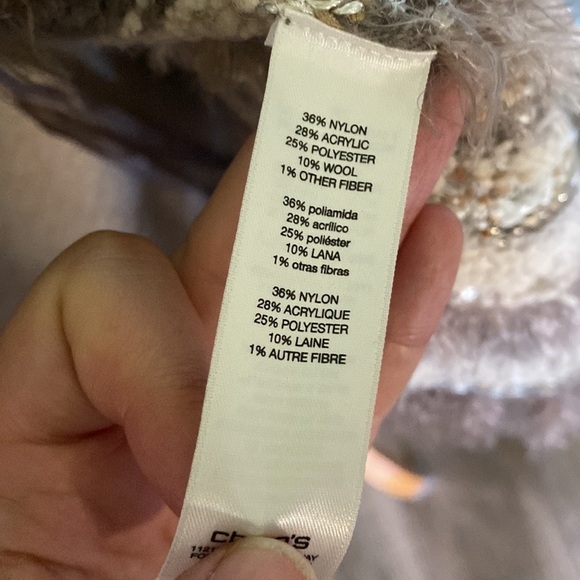 36% NYLON
28% ACRYLIC
25% POLYESTER
10% WOOL
1% OTHER FIBER
36% poliamida
28% acrílico
25% poliéster
10% LANA
1% otras fibras
36% NYLON
28% ACRYLIQUE
25% POLYESTER
10% LAINE
1% AUTRE FIBRE